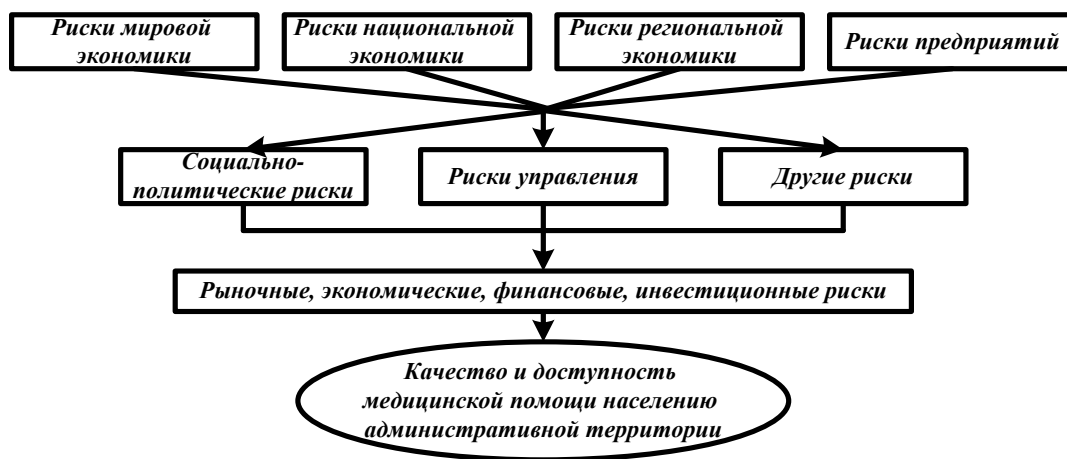 Риски мировой
экономики
Риски национальной
экономики
Риски региональной
экономики
Риски предприятий
Социально-
политические риски
Риски управления
Другие риски
Рыночные, экономические, финансовые, инвестиционные риски
Качество и доступность
медицинской помощи населению
административной территории